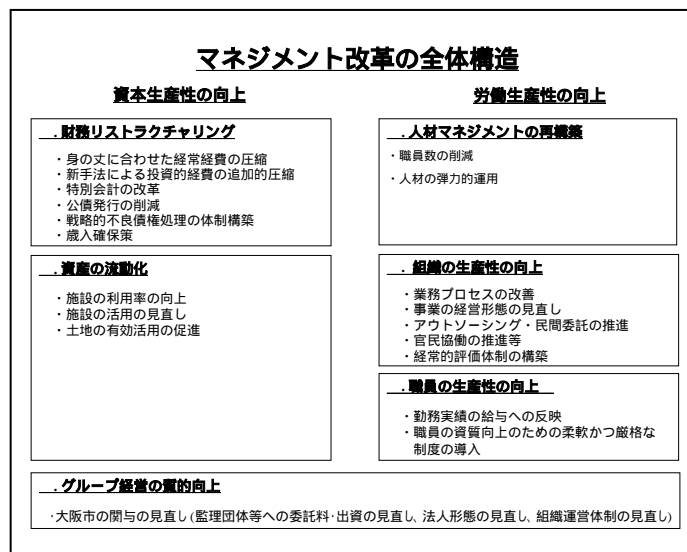 マネジメント改革の全体構造
資本生産性の向上
.財務リストラクチャリング
・身の丈に合わせた経常経費の圧縮
・新手法による投資的経費の追加的圧縮
・特別会計の改革
・公債発行の削減
・戦略的不良債権処理の体制構築
・歳入確保策
.資産の流動化
・施設の利用率の向上
・施設の活用の見直し
・土地の有効活用の促進
労働生産性の向上
.人材マネジメントの再構築
・職員数の削減
・人材の弾力的運用
.組織の生産性の向上
・業務プロセスの改善
・事業の経営形態の見直し
・アウトソーシング・民間委託の推進
・官民協働の推進等
・経常的評価体制の構築
.職員の生産性の向上
・勤務実績の給与への反映
・職員の資質向上のための柔軟かつ厳格な
制度の導入
.グループ経営の質的向上
・大阪市の関与の見直し(監理団体等への委託料・出資の見直し、法人形態の見直し、組織運営体制の見直し)